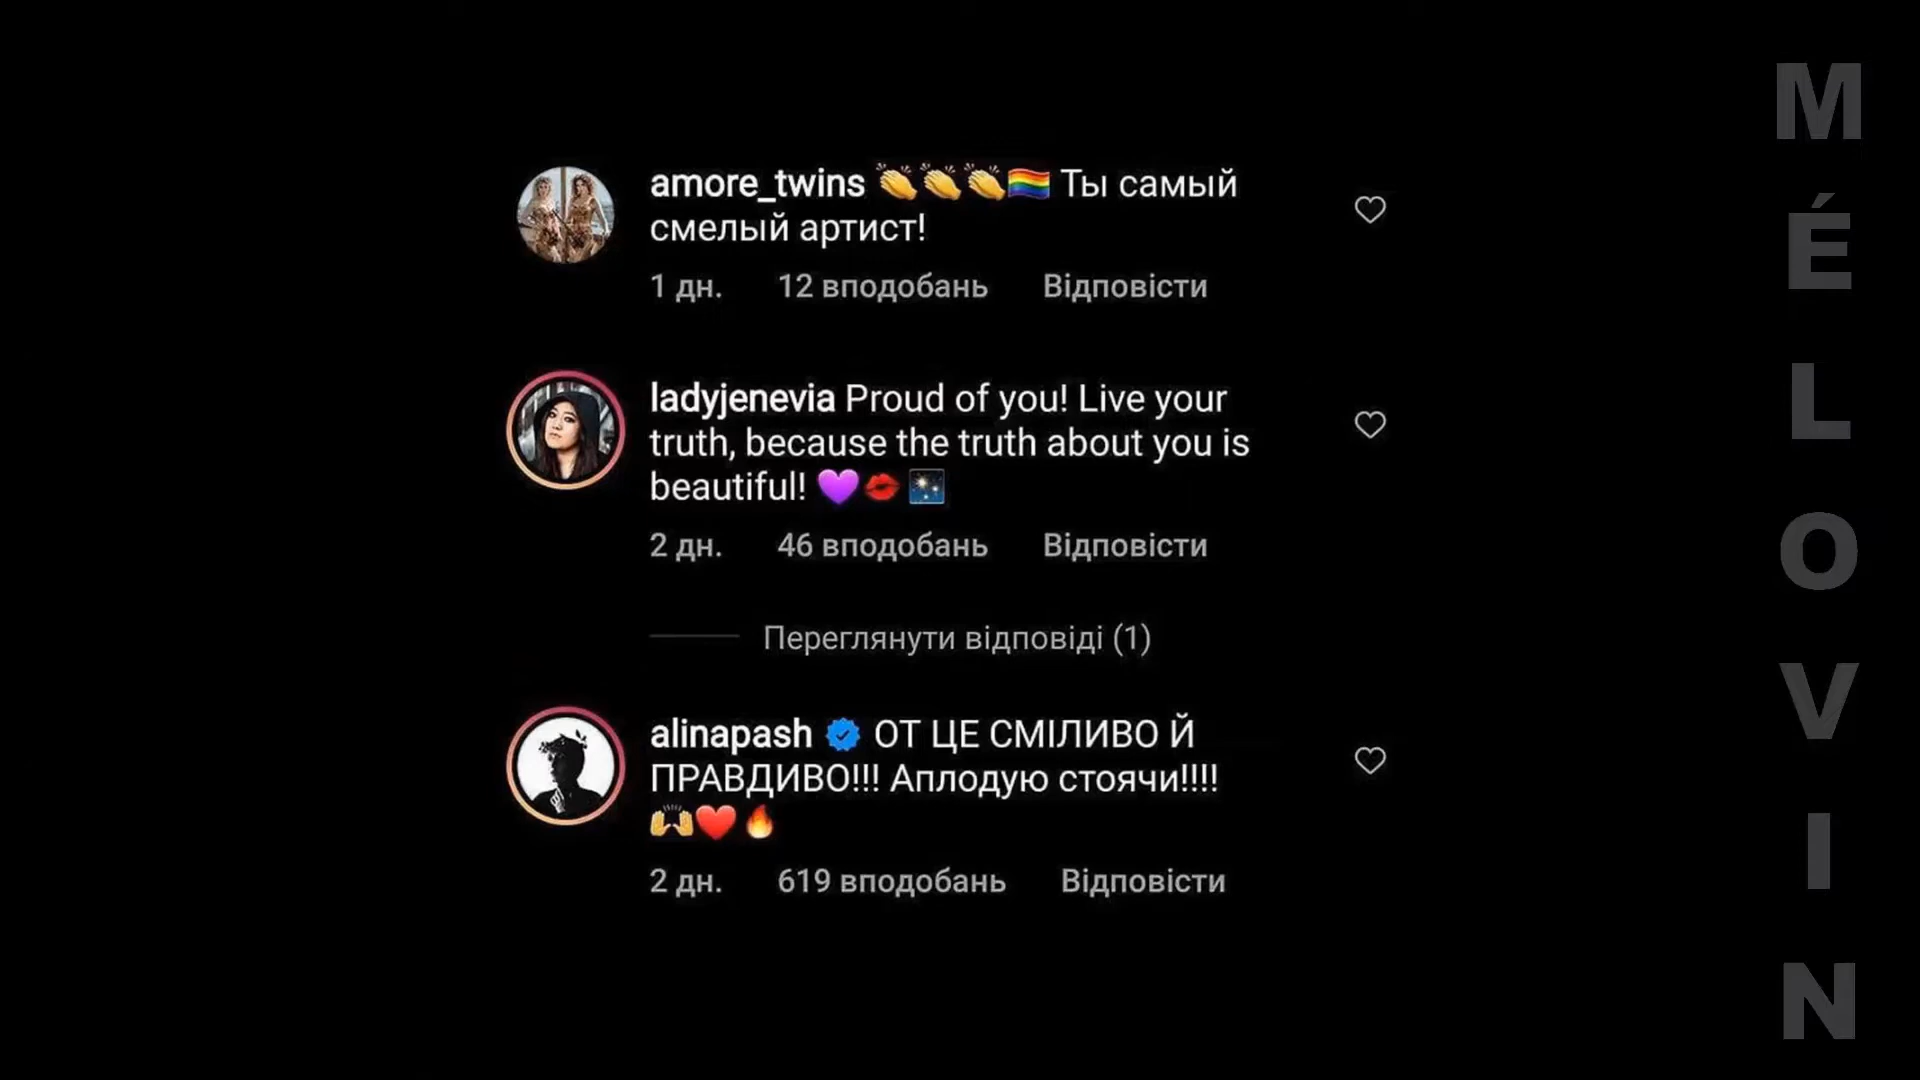 amore_twins 👏👏👏🏳️‍🌈 Ты самый
смелый артист!
1 дн. 12 вподобань Відповісти
ladyjenevia Proud of you! Live your
truth, because the truth about you is
beautiful! 💜💋🎇
2 дн. 46 вподобань Відповісти
Переглянути відповіді (1)
alinapash ОТ ЦЕ СМІЛИВО Й
ПРАВДИВО!!! Аплодую стоячи!!!!
🙌❤️🔥
2 дн. 619 вподобань Відповісти
MÉLOVIN